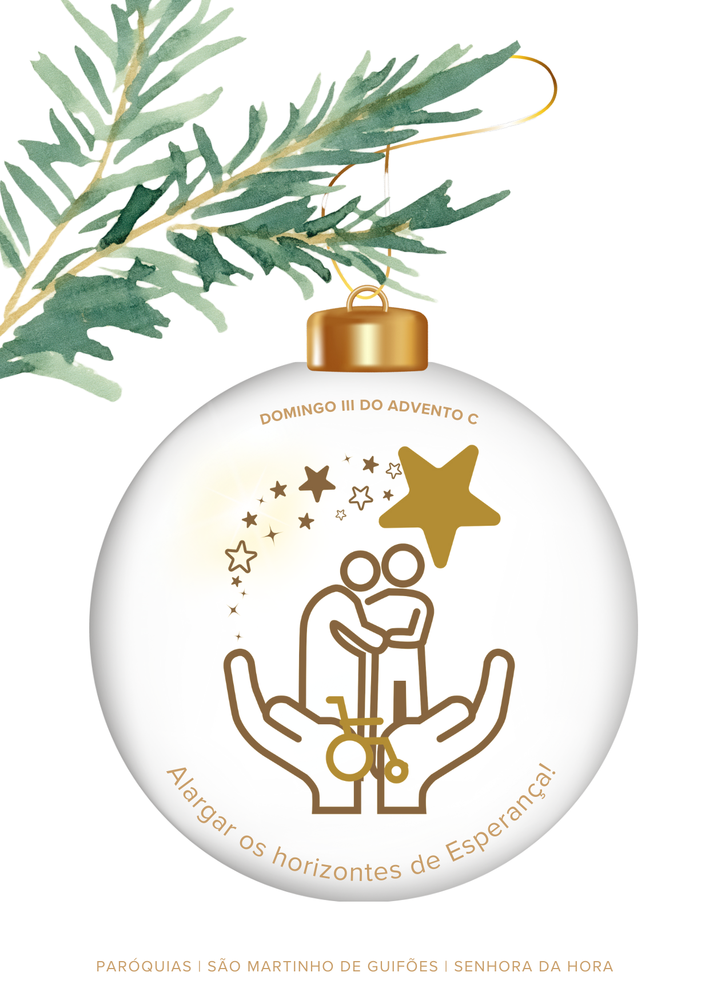 DOMINGO III DO ADVENTO C
Alargar os horizontes de Esperança!
PARÓQUIAS | SÃO MARTINHO DE GUIFÕES | SENHORA DA HORA